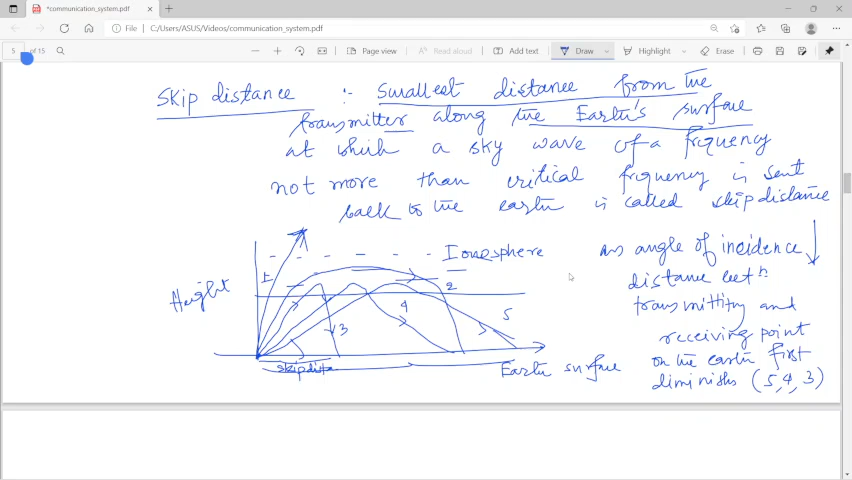 *communication_system.pdf
File
C:/Users/ASUS/Videos/communication_system.pdf
5 of 15
Page view
Read aloud
Add text
Draw
Highlight
Erase
Skip distance :- Smallest distance from the
transmitter along the Earth's surface
at which a sky wave of a frequency
not more than critical frequency is sent
back to the earth is called skip distance
Ionosphere
Height
1
2
3
4
5
skip dist
Earth surface
As angle of incidence ↓
distance betn
transmitting and
receiving point
on the earth first
diminishes (5,4,3)